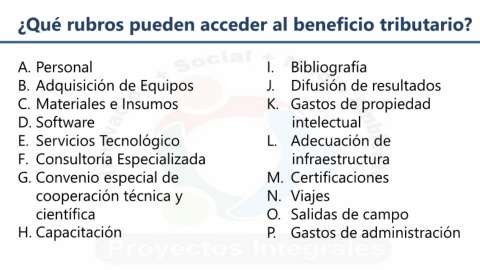 ¿Qué rubros pueden acceder al beneficio tributario?
A. Personal
B. Adquisición de Equipos
C. Materiales e Insumos
D. Software
E. Servicios Tecnológico
F. Consultoría Especializada
G. Convenio especial de
cooperación técnica y
científica
H. Capacitación
I. Bibliografía
J. Difusión de resultados
K. Gastos de propiedad
intelectual
L. Adecuación de
infraestructura
M. Certificaciones
N. Viajes
O. Salidas de campo
P. Gastos de administración
Proyectos Integrales